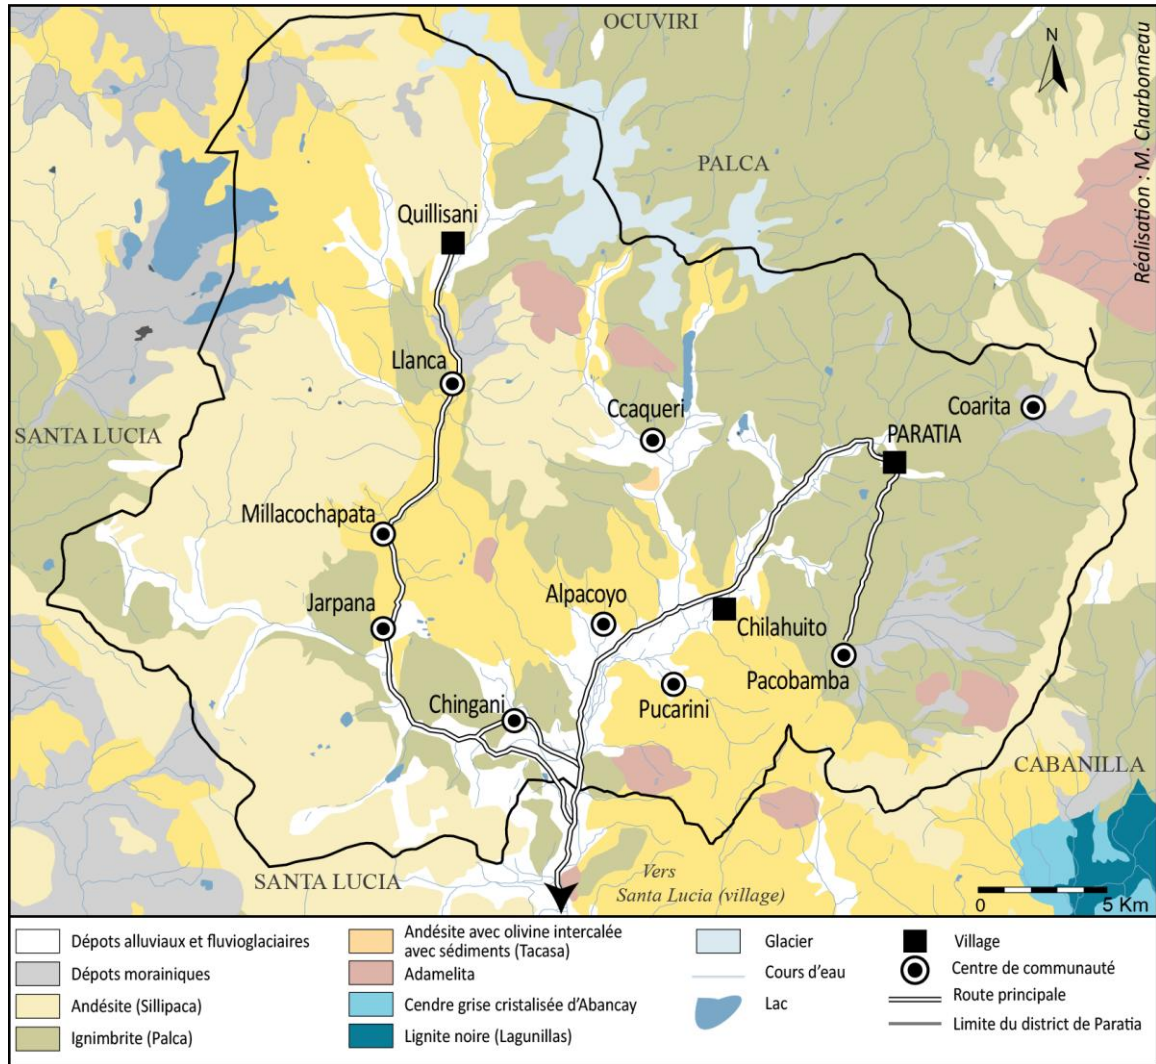 OCUVIRI
N
Réalisation : M. Charbonneau
PALCA
Quillisani
Llanca
Coarita
Ccaqueri
SANTA LUCIA
PARATIA
Millacochapata
Alpacoyo
Jarpana
Chilahuito
Pacobamba
Pucarini
Chingani
CABANILLA
SANTA LUCIA
Vers
Santa Lucia (village)
0 5 Km
Dépôts alluviaux et fluvioglaciaires
Dépôts morainiques
Andésite (Sillipaca)
Ignimbrite (Palca)
Andésite avec olivine intercalée
avec sédiments (Tacasa)
Adamelita
Cendre grise cristalisée d'Abancay
Lignite noire (Lagunillas)
Glacier
Cours d'eau
Lac
Village
Centre de communauté
Route principale
Limite du district de Paratia